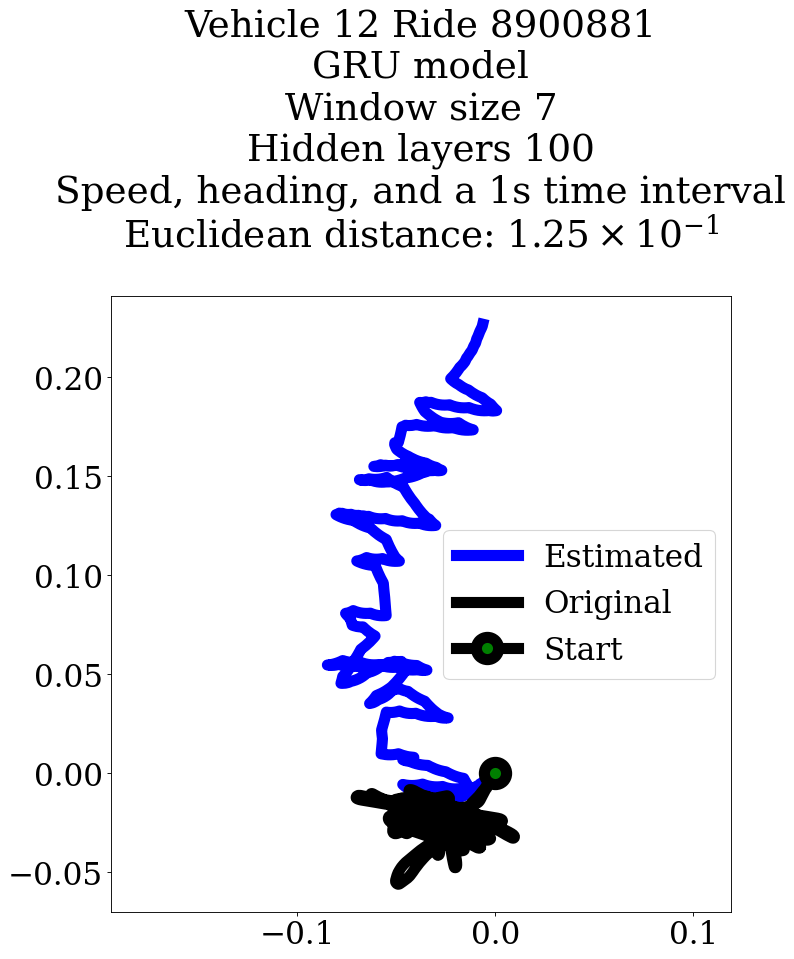 Vehicle 12 Ride 8900881
GRU model
Window size 7
Hidden layers 100
Speed, heading, and a 1s time interval
Euclidean distance: 1.25 × 10⁻¹
0.20
0.15
0.10
0.05
0.00
−0.05
Estimated
Original
Start
−0.1
0.0
0.1